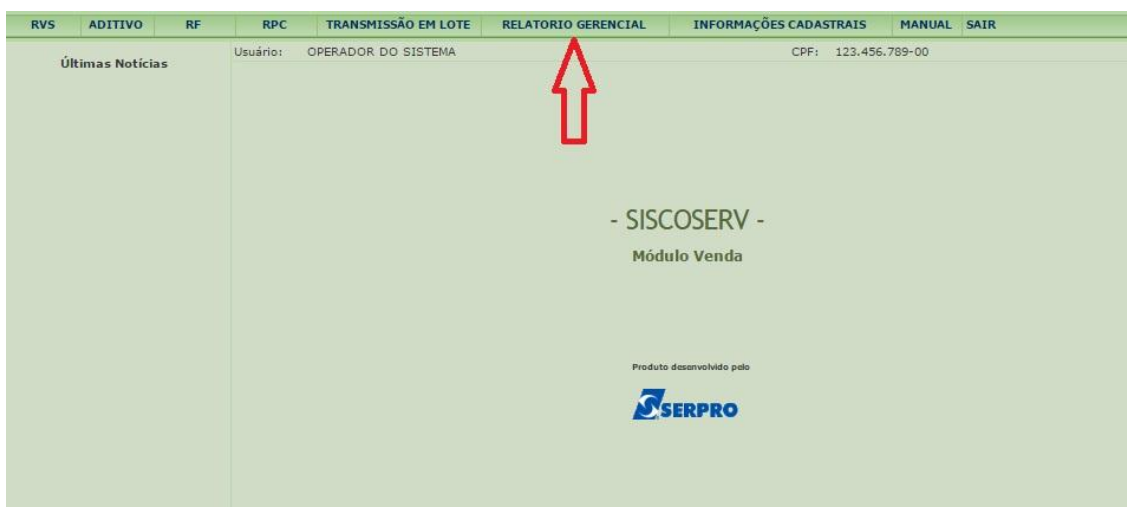 RVS ADITIVO RF RPC TRANSMISSÃO EM LOTE RELATORIO GERENCIAL INFORMAÇÕES CADASTRAIS MANUAL SAIR
Últimas Notícias
Usuário: OPERADOR DO SISTEMA CPF: 123.456.789-00
- SISCOSERV -
Módulo Venda
Produto desenvolvido pelo
SERPRO